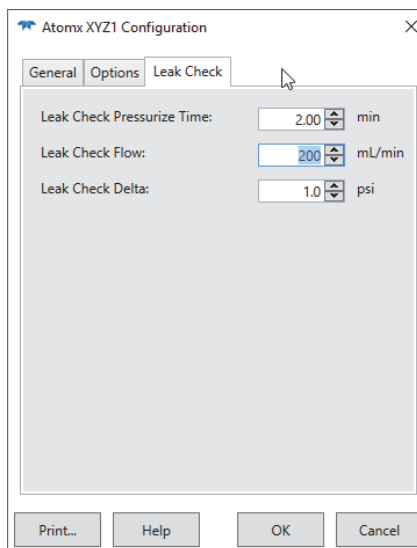 Atomx XYZ1 Configuration
General Options Leak Check
Leak Check Pressurize Time: 2.00 min
Leak Check Flow: 200 mL/min
Leak Check Delta: 1.0 psi
Print... Help OK Cancel